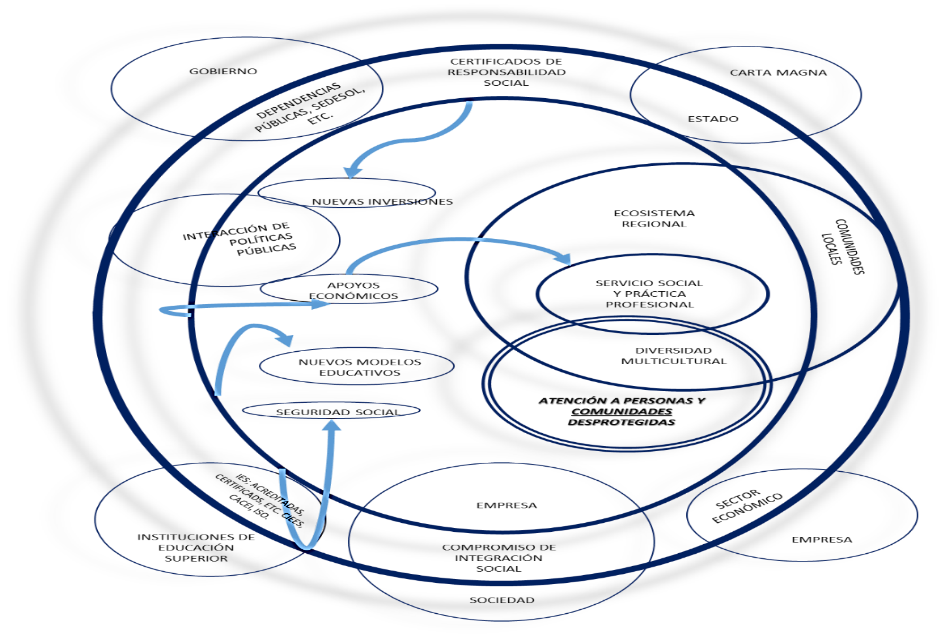 GOBIERNO
DEPENDENCIAS
PÚBLICAS, SEDESOL,
ETC.
CERTIFICADOS DE
RESPONSABILIDAD
SOCIAL
CARTA MAGNA
ESTADO
NUEVAS INVERSIONES
INTERACCIÓN DE
POLÍTICAS
PÚBLICAS
ECOSISTEMA
REGIONAL
COMUNIDADES
LOCALES
APOYOS
ECONÓMICOS
SERVICIO SOCIAL
Y PRÁCTICA
PROFESIONAL
NUEVOS MODELOS
EDUCATIVOS
DIVERSIDAD
MULTICULTURAL
SEGURIDAD SOCIAL
ATENCIÓN A PERSONAS Y
COMUNIDADES
DESPROTEGIDAS
IES: ACREDITADAS,
CERTIFICADS, ETC. CIEES,
CACEI, ISO.
INSTITUCIONES DE
EDUCACIÓN
SUPERIOR
EMPRESA
COMPROMISO DE
INTEGRACIÓN
SOCIAL
SOCIEDAD
SECTOR
ECONÓMICO
EMPRESA